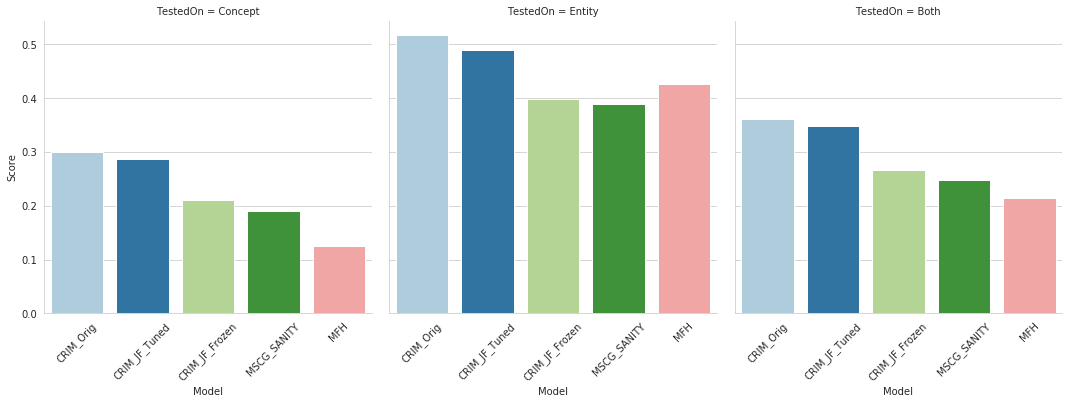 TestedOn = Concept
TestedOn = Entity
TestedOn = Both
Score
0.5
0.4
0.3
0.2
0.1
0.0
CRIM_Orig
CRIM_JF_Tuned
CRIM_JF_Frozen
MSCG_SANITY
MFH
Model
CRIM_Orig
CRIM_JF_Tuned
CRIM_JF_Frozen
MSCG_SANITY
MFH
Model
CRIM_Orig
CRIM_JF_Tuned
CRIM_JF_Frozen
MSCG_SANITY
MFH
Model